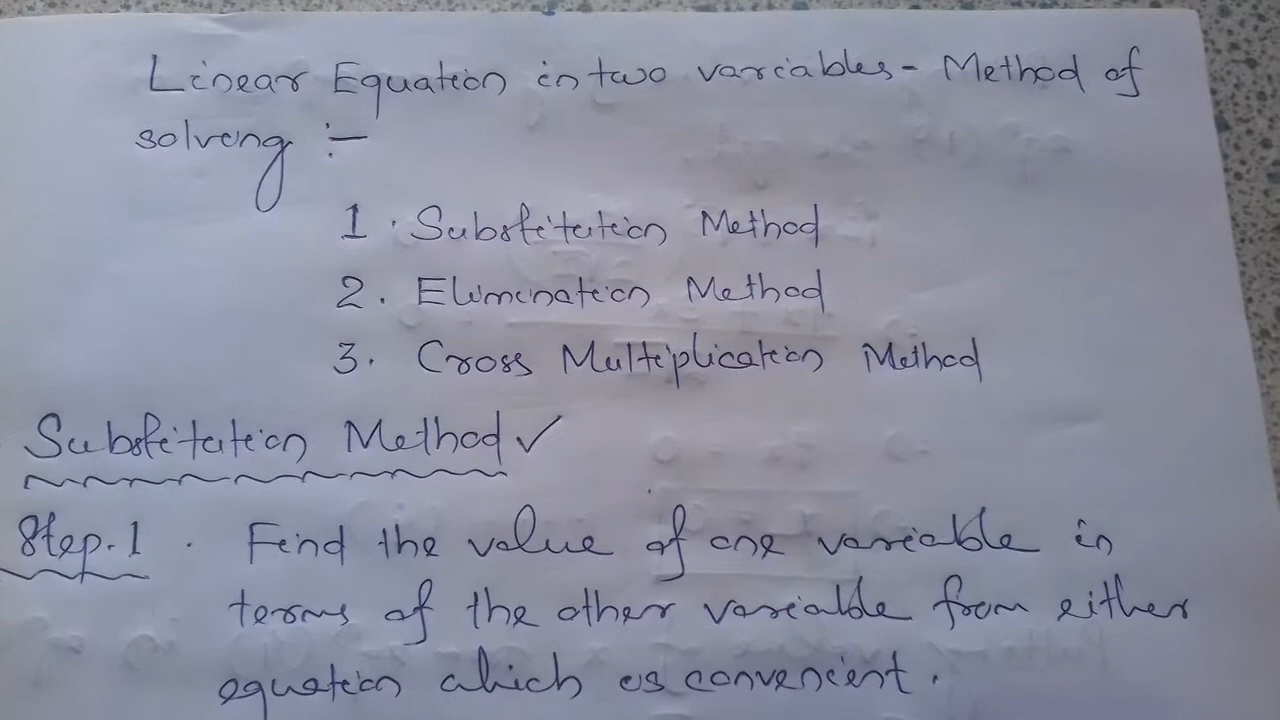 Linear Equation in two variables - Method of
solving :-
1. Substitution Method
2. Elimination Method
3. Cross Multiplication Method
Substitution Method ✓
Step.1. Find the value of one variable in
terms of the other variable from either
equation which is convenient.